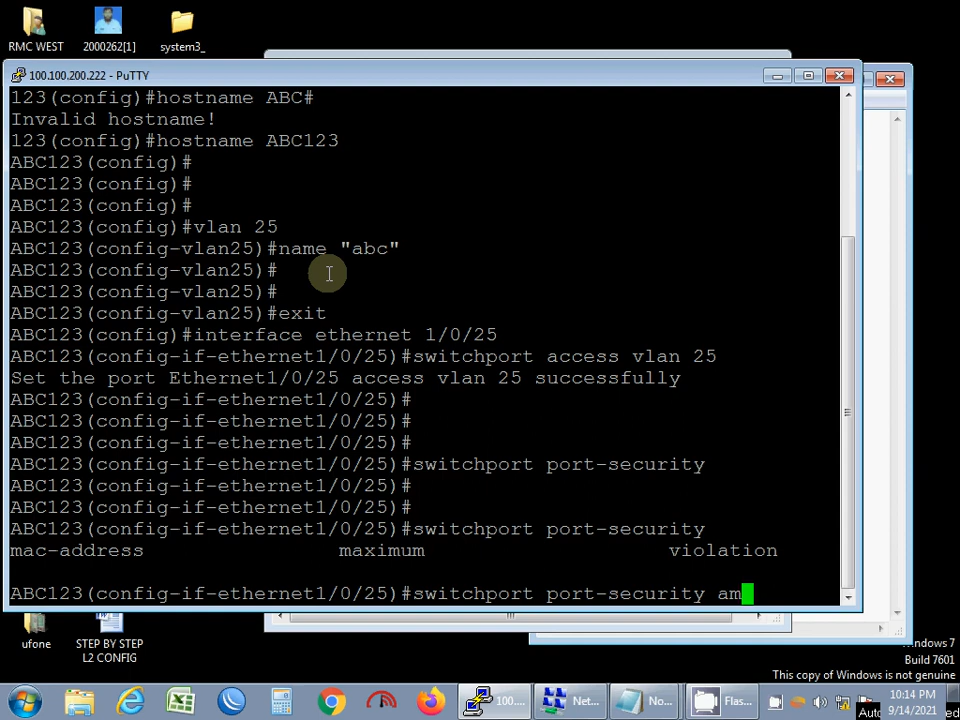 RMC WEST
2000262[1]
system3_
100.100.200.222 - PuTTY
123(config)#hostname ABC#
Invalid hostname!
123(config)#hostname ABC123
ABC123(config)#
ABC123(config)#
ABC123(config)#
ABC123(config)#vlan 25
ABC123(config-vlan25)#name "abc"
ABC123(config-vlan25)#
ABC123(config-vlan25)#
ABC123(config-vlan25)#exit
ABC123(config)#interface ethernet 1/0/25
ABC123(config-if-ethernet1/0/25)#switchport access vlan 25
Set the port Ethernet1/0/25 access vlan 25 successfully
ABC123(config-if-ethernet1/0/25)#
ABC123(config-if-ethernet1/0/25)#
ABC123(config-if-ethernet1/0/25)#
ABC123(config-if-ethernet1/0/25)#switchport port-security
ABC123(config-if-ethernet1/0/25)#
ABC123(config-if-ethernet1/0/25)#
ABC123(config-if-ethernet1/0/25)#switchport port-security
mac-address maximum violation
ABC123(config-if-ethernet1/0/25)#switchport port-security am
ufone
STEP BY STEP
L2 CONFIG
Windows 7
Build 7601
This copy of Windows is not genuine
100....
Net...
No...
Flas...
10:14 PM
9/14/2021